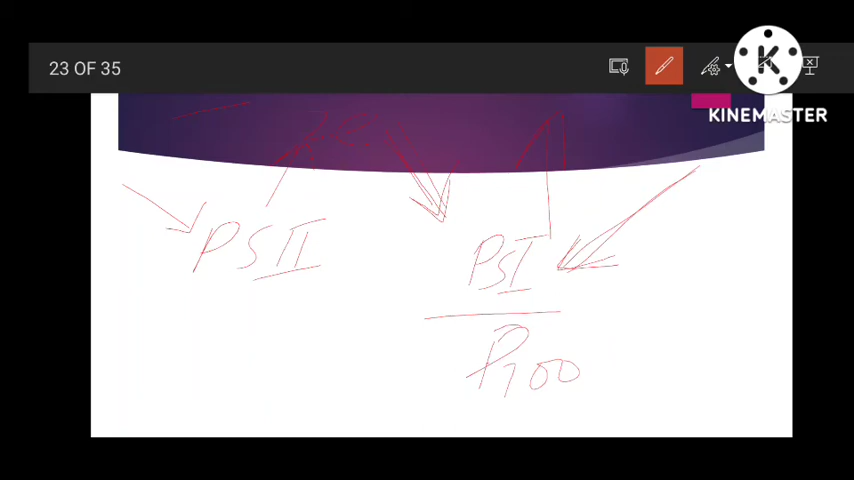 23 OF 35
KINEMASTER
PSII
PSI
P700